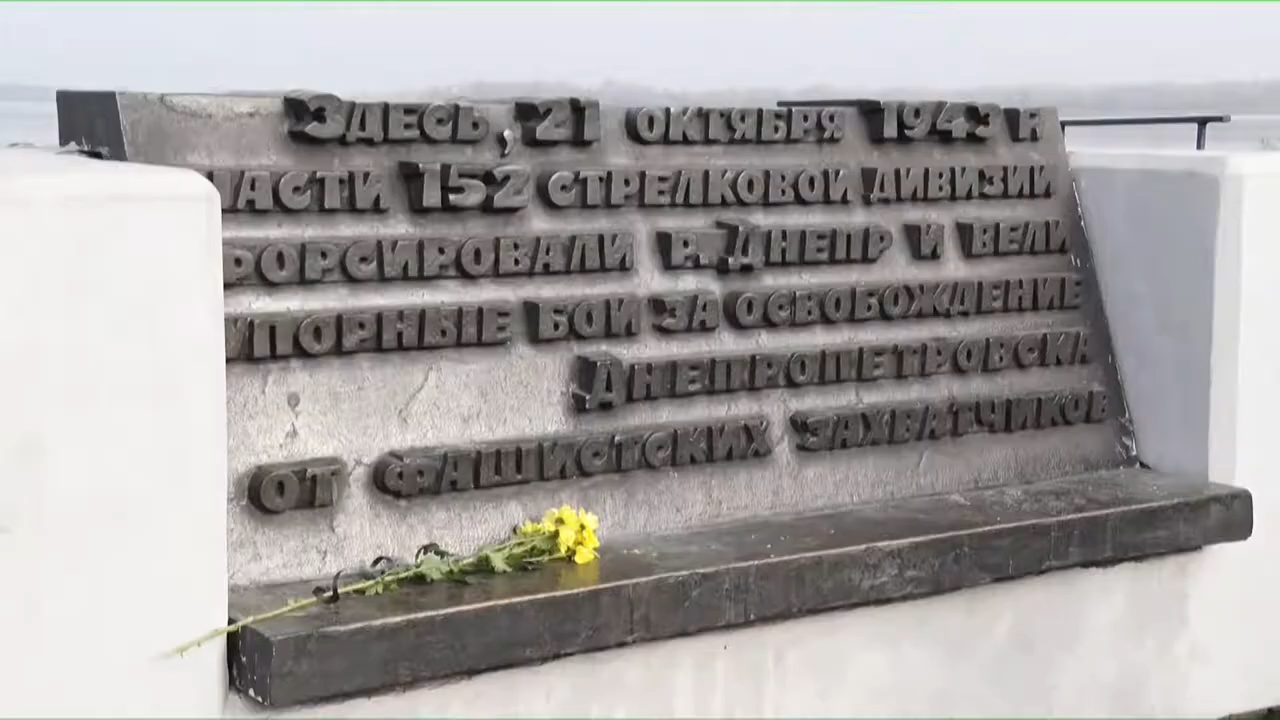 Здесь, 21 октября 1943 г
части 152 стрелковой дивизии
форсировали р. Днепр и вели
упорные бои за освобождение
Днепропетровска
от фашистских захватчиков